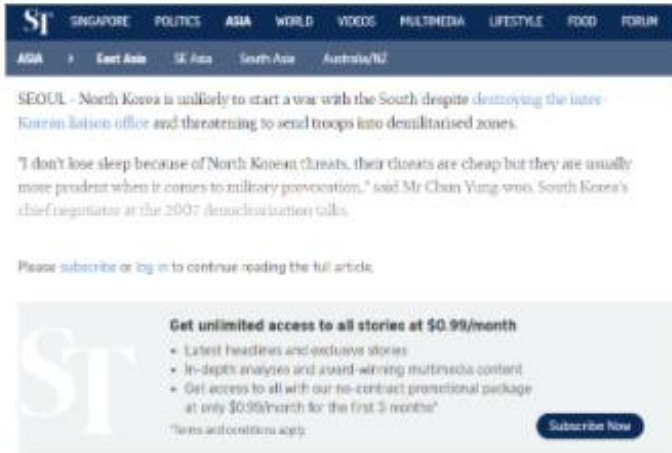 ST SINGAPORE POLITICS ASIA WORLD VIDEOS MULTIMEDIA LIFESTYLE FOOD FORUM
ASIA › East Asia SE Asia South Asia Australia/NZ
SEOUL - North Korea is unlikely to start a war with the South despite destroying the inter-
Korean liaison office and threatening to send troops into demilitarised zones.
"I don't lose sleep because of North Korean threats, their threats are cheap but they are usually
more prudent when it comes to military provocation," said Mr Chun Yung-woo, South Korea's
chief negotiator at the 2007 denuclearisation talks.
Please subscribe or log in to continue reading the full article.
ST
Get unlimited access to all stories at $0.99/month
• Latest headlines and exclusive stories
• In-depth analyses and award-winning multimedia content
• Get access to all with our no-contract promotional package
at only $0.99/month for the first 3 months*
*Terms and conditions apply.
Subscribe Now